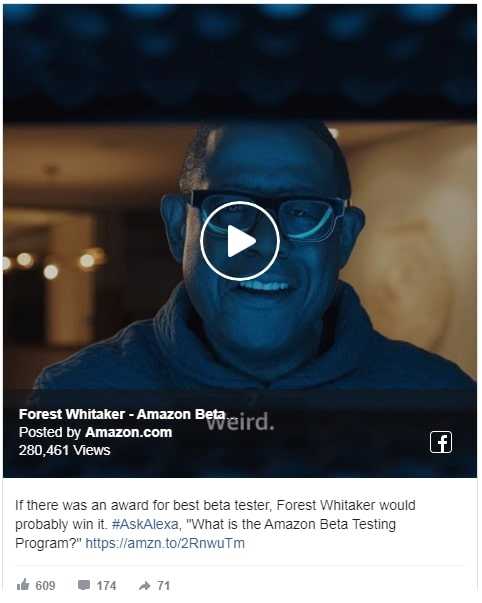 Weird.
Forest Whitaker - Amazon Beta...
Posted by Amazon.com
280,461 Views
If there was an award for best beta tester, Forest Whitaker would
probably win it. #AskAlexa, "What is the Amazon Beta Testing
Program?" https://amzn.to/2RnwuTm
609 174 71